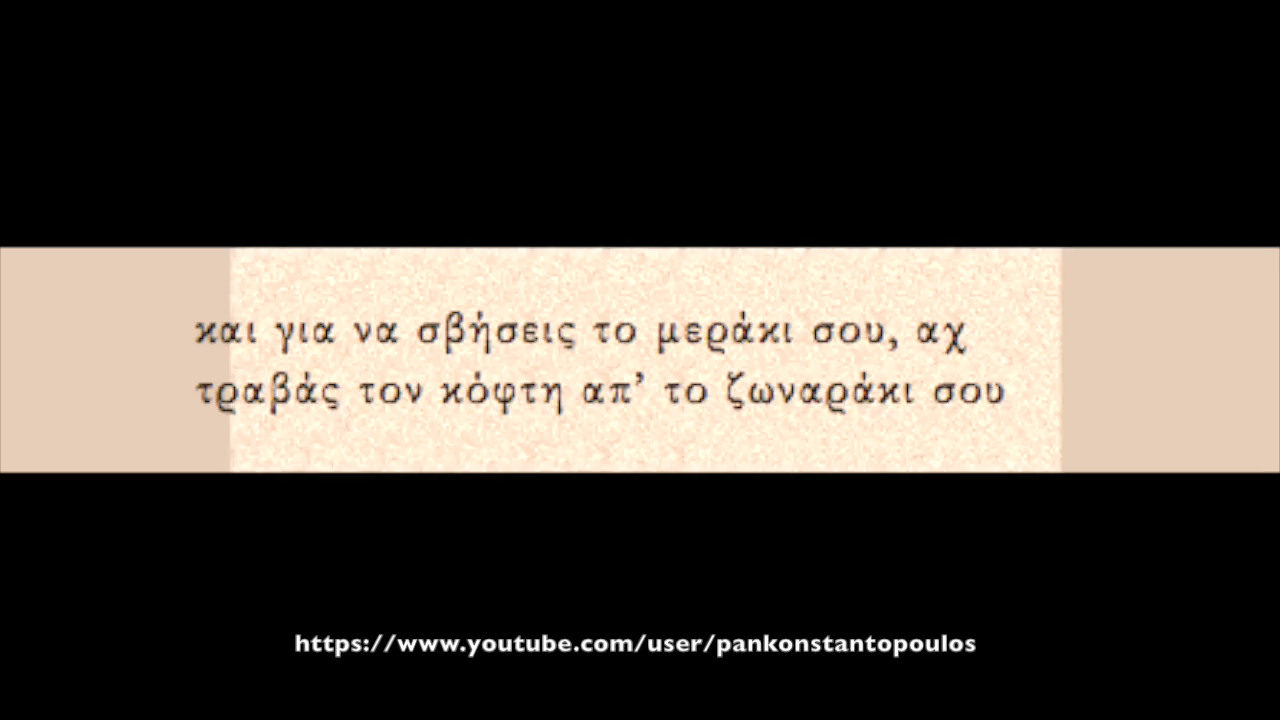 και για να σβήσεις το μεράκι σου, αχ
τραβάς τον κόφτη απ’ το ζωναράκι σου
https://www.youtube.com/user/pankonstantopoulos